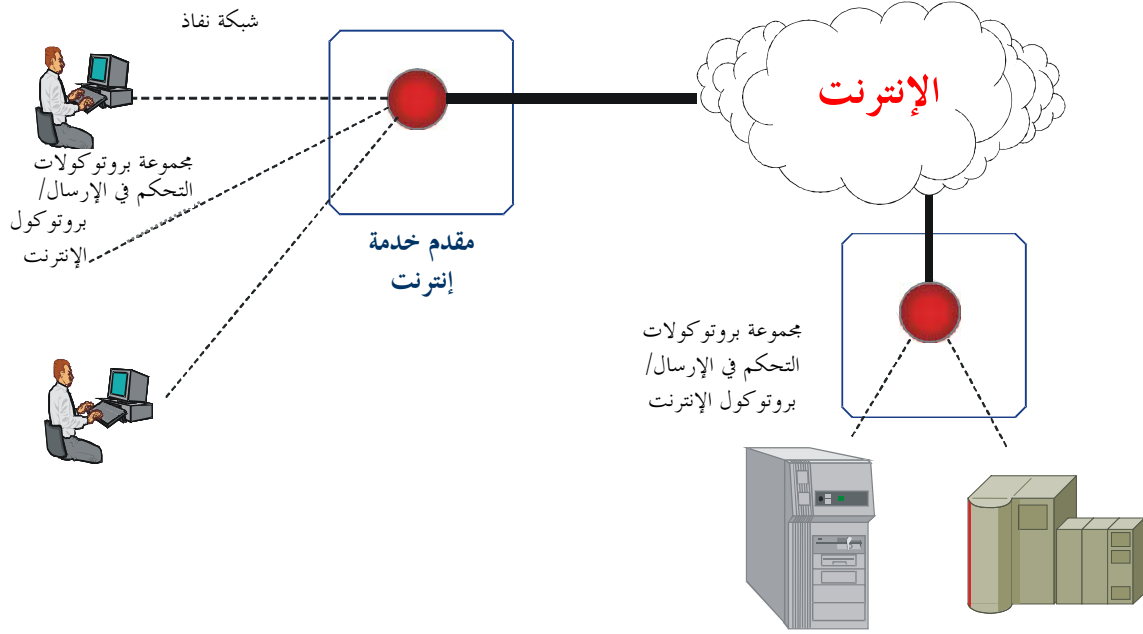 شبكة نفاذ
الإنترنت
مجموعة بروتوكولات
التحكم في الإرسال/
بروتوكول
الإنترنت
مقدم خدمة
إنترنت
مجموعة بروتوكولات
التحكم في الإرسال/
بروتوكول الإنترنت